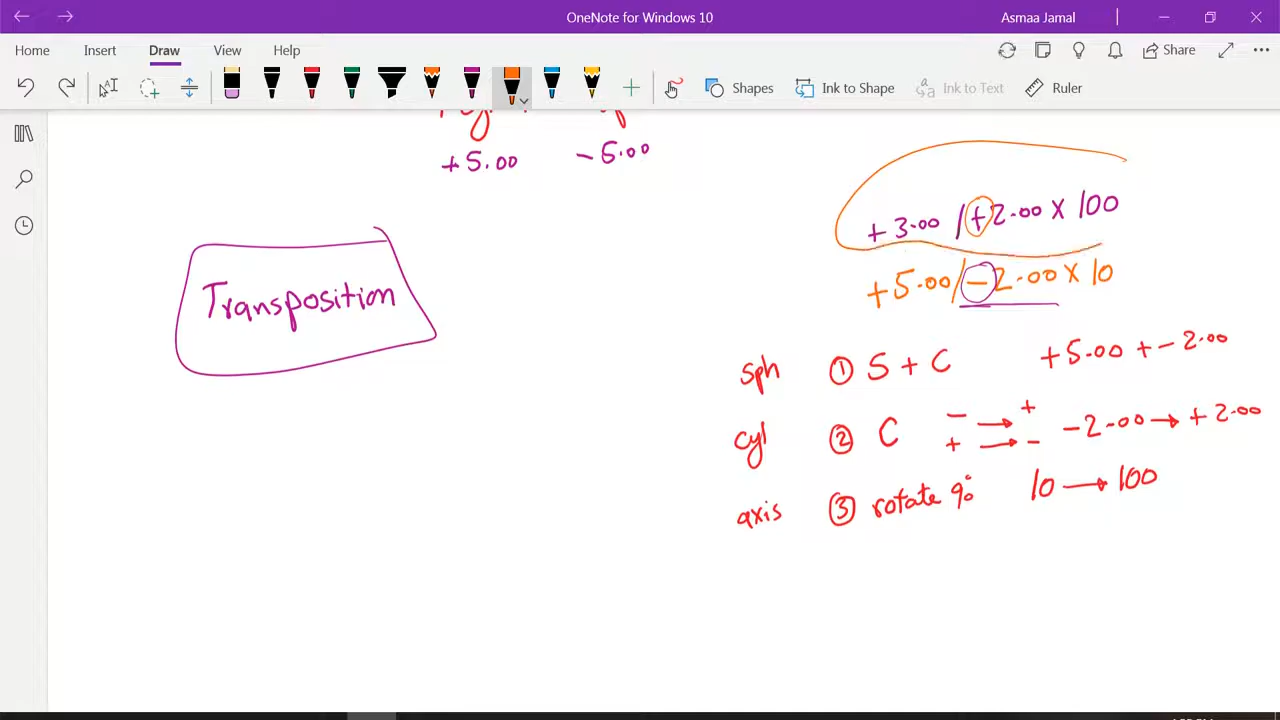 OneNote for Windows 10
Asmaa Jamal
Home Insert Draw View Help
Share
Shapes Ink to Shape Ink to Text Ruler
+5.00 -5.00
+3.00 / +2.00 × 100
+5.00 / -2.00 × 10
Transposition
sph ① S + C +5.00 + - 2.00
cyl ② C - → + -2.00 → + 2.00
+ → -
axis ③ rotate 90 10 → 100